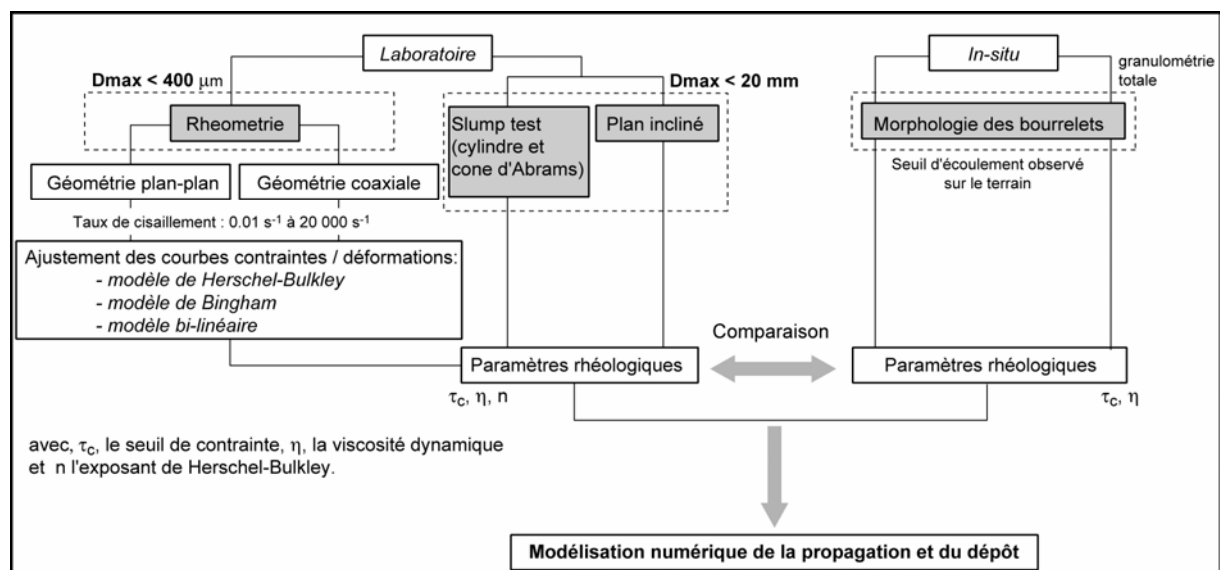 Laboratoire
In-situ
Dmax < 400 μm
Dmax < 20 mm
granulométrie
totale
Rheometrie
Slump test
(cylindre et
cone d'Abrams)
Plan incliné
Morphologie des bourrelets
Géométrie plan-plan
Géométrie coaxiale
Seuil d'écoulement observé
sur le terrain
Taux de cisaillement : 0.01 s⁻¹ à 20 000 s⁻¹
Ajustement des courbes contraintes / déformations:
- modèle de Herschel-Bulkley
- modèle de Bingham
- modèle bi-linéaire
Comparaison
Paramètres rhéologiques
Paramètres rhéologiques
τc, η, n
τc, η
avec, τc, le seuil de contrainte, η, la viscosité dynamique
et n l'exposant de Herschel-Bulkley.
Modélisation numérique de la propagation et du dépôt